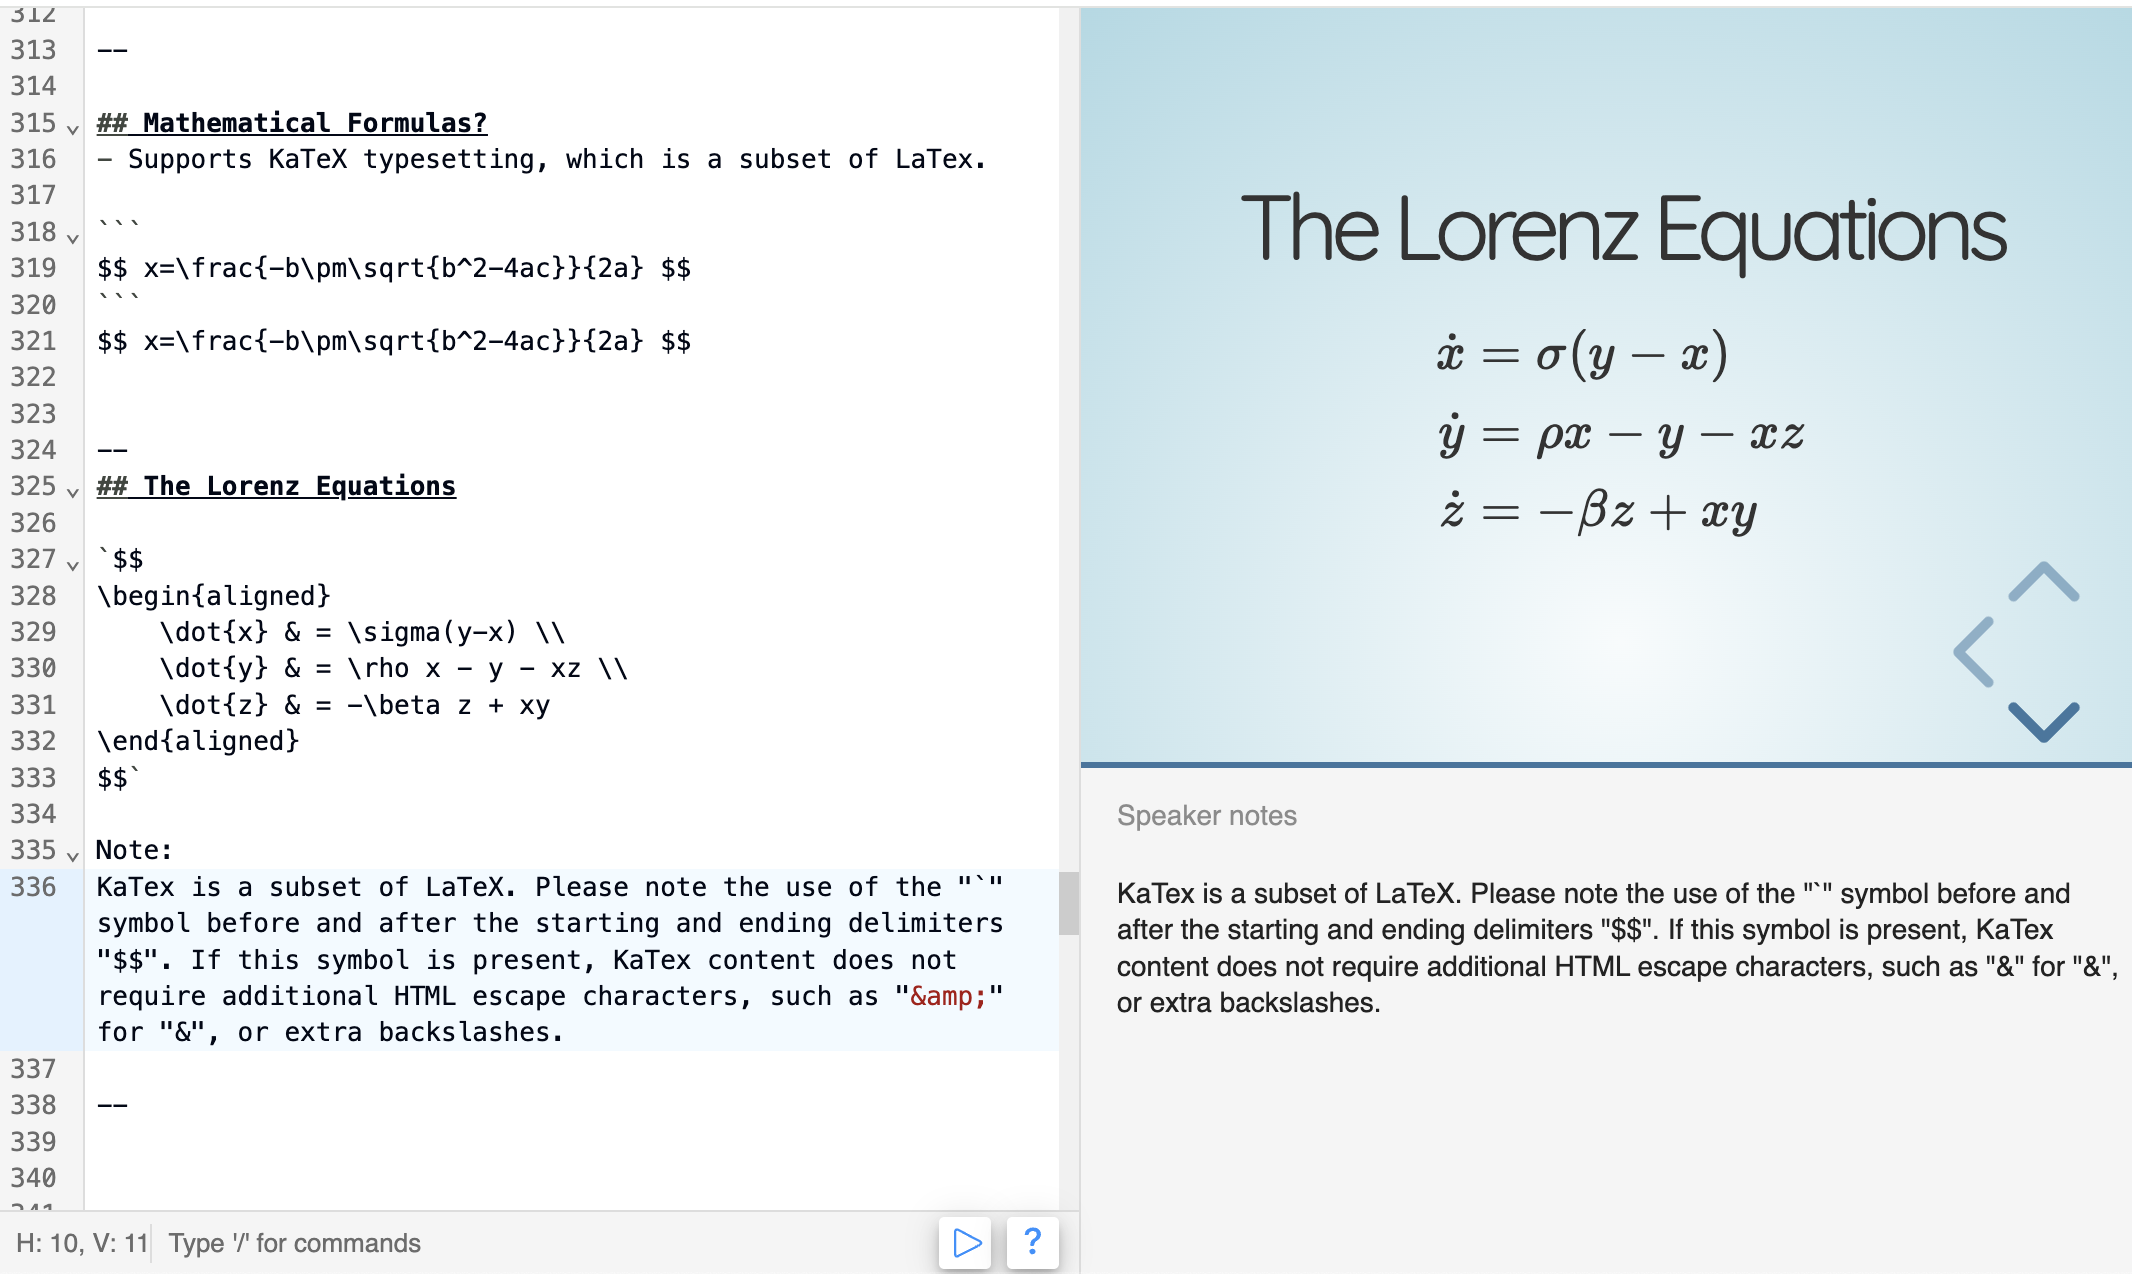 312
313 --
314
315 ## Mathematical Formulas?
316 - Supports KaTeX typesetting, which is a subset of LaTex.
317
318 ```
319 $$ x=\frac{-b\pm\sqrt{b^2-4ac}}{2a} $$
320 ```
321 $$ x=\frac{-b\pm\sqrt{b^2-4ac}}{2a} $$
322
323
324 --
325 ## The Lorenz Equations
326
327 `$$
328 \begin{aligned}
329     \dot{x} & = \sigma(y-x) \\
330     \dot{y} & = \rho x - y - xz \\
331     \dot{z} & = -\beta z + xy
332 \end{aligned}
333 $$`
334
335 Note:
336 KaTex is a subset of LaTeX. Please note the use of the "`"
symbol before and after the starting and ending delimiters
"$$". If this symbol is present, KaTex content does not
require additional HTML escape characters, such as "&amp;"
for "&", or extra backslashes.
337
338 --
339
340
341
H: 10, V: 11 Type '/' for commands
?
The Lorenz Equations
ẋ = σ(y − x)
ẏ = ρx − y − xz
ż = −βz + xy
Speaker notes
KaTex is a subset of LaTeX. Please note the use of the "`" symbol before and
after the starting and ending delimiters "$$". If this symbol is present, KaTex
content does not require additional HTML escape characters, such as "&" for "&",
or extra backslashes.